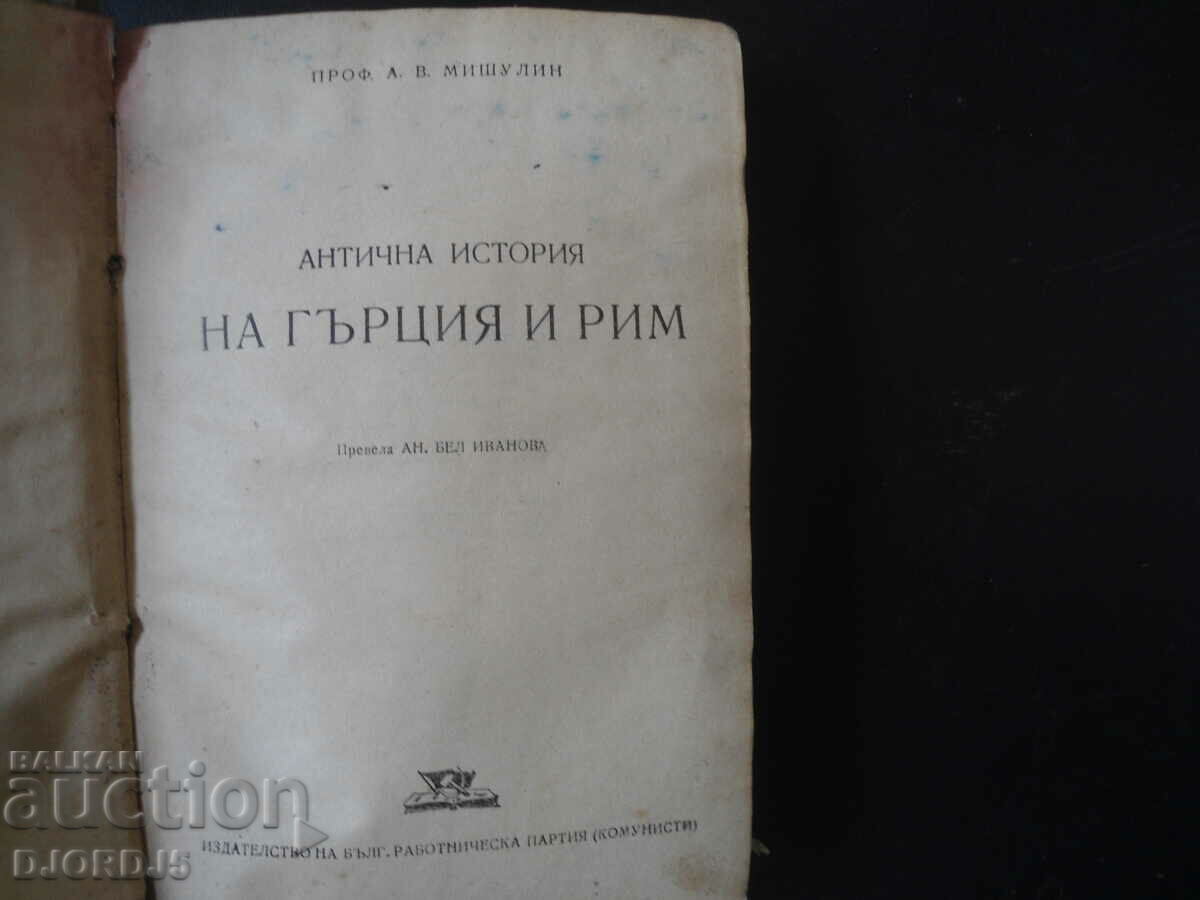 ПРОФ. А. В. МИШУЛИН
АНТИЧНА ИСТОРИЯ
НА ГЪРЦИЯ И РИМ
Превела АН. БЕЛ ИВАНОВА
ИЗДАТЕЛСТВО НА БЪЛГ. РАБОТНИЧЕСКА ПАРТИЯ (КОМУНИСТИ)
BALKAN
auction
DJORDJ5